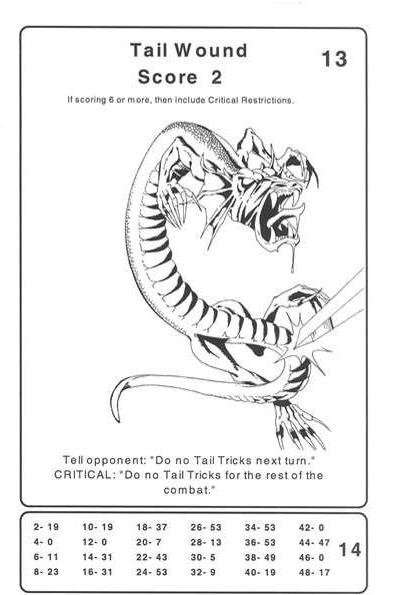 Tail Wound
Score 2
13
If scoring 6 or more, then include Critical Restrictions.
Tell opponent: "Do no Tail Tricks next turn."
CRITICAL: "Do no Tail Tricks for the rest of the
combat."
2- 19 10- 19 18- 37 26- 53 34- 53 42- 0
4- 0 12- 0 20- 7 28- 13 36- 53 44- 47
6- 11 14- 31 22- 43 30- 5 38- 49 46- 0
8- 23 16- 31 24- 53 32- 9 40- 19 48- 17
14